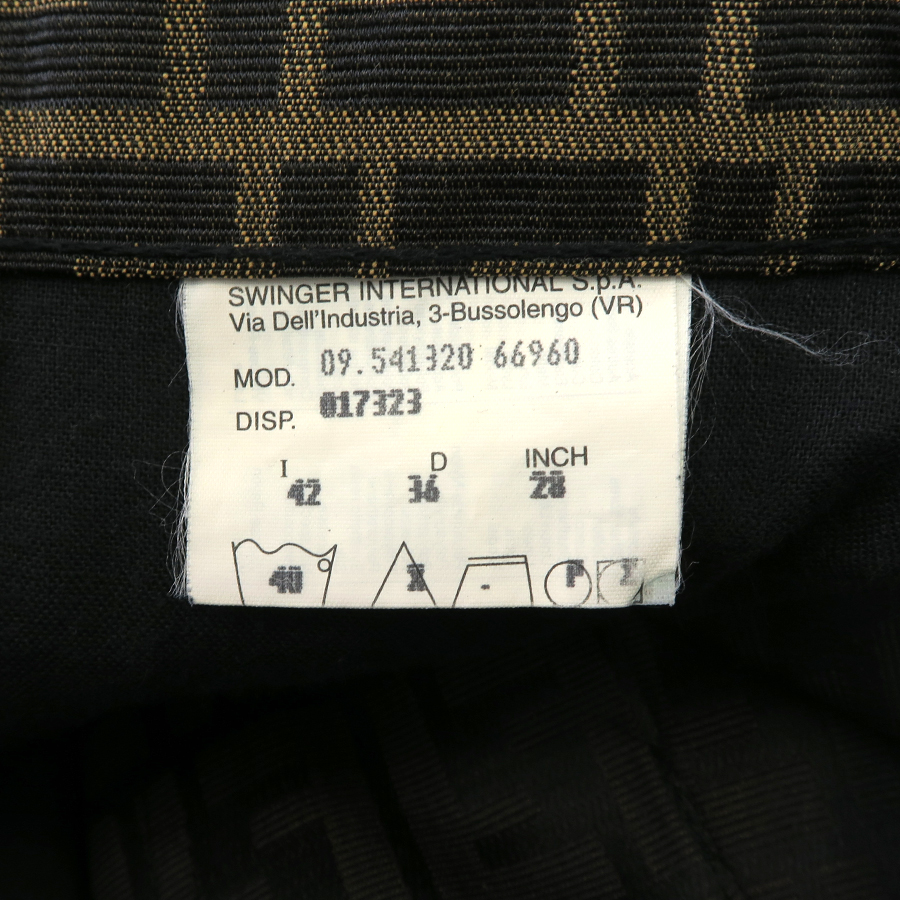 SWINGER INTERNATIONAL S.p.A.
Via Dell'Industria, 3-Bussolengo (VR)
MOD. 09.541320 66960
DISP. 017323
I D INCH
42 36 28
40 X P